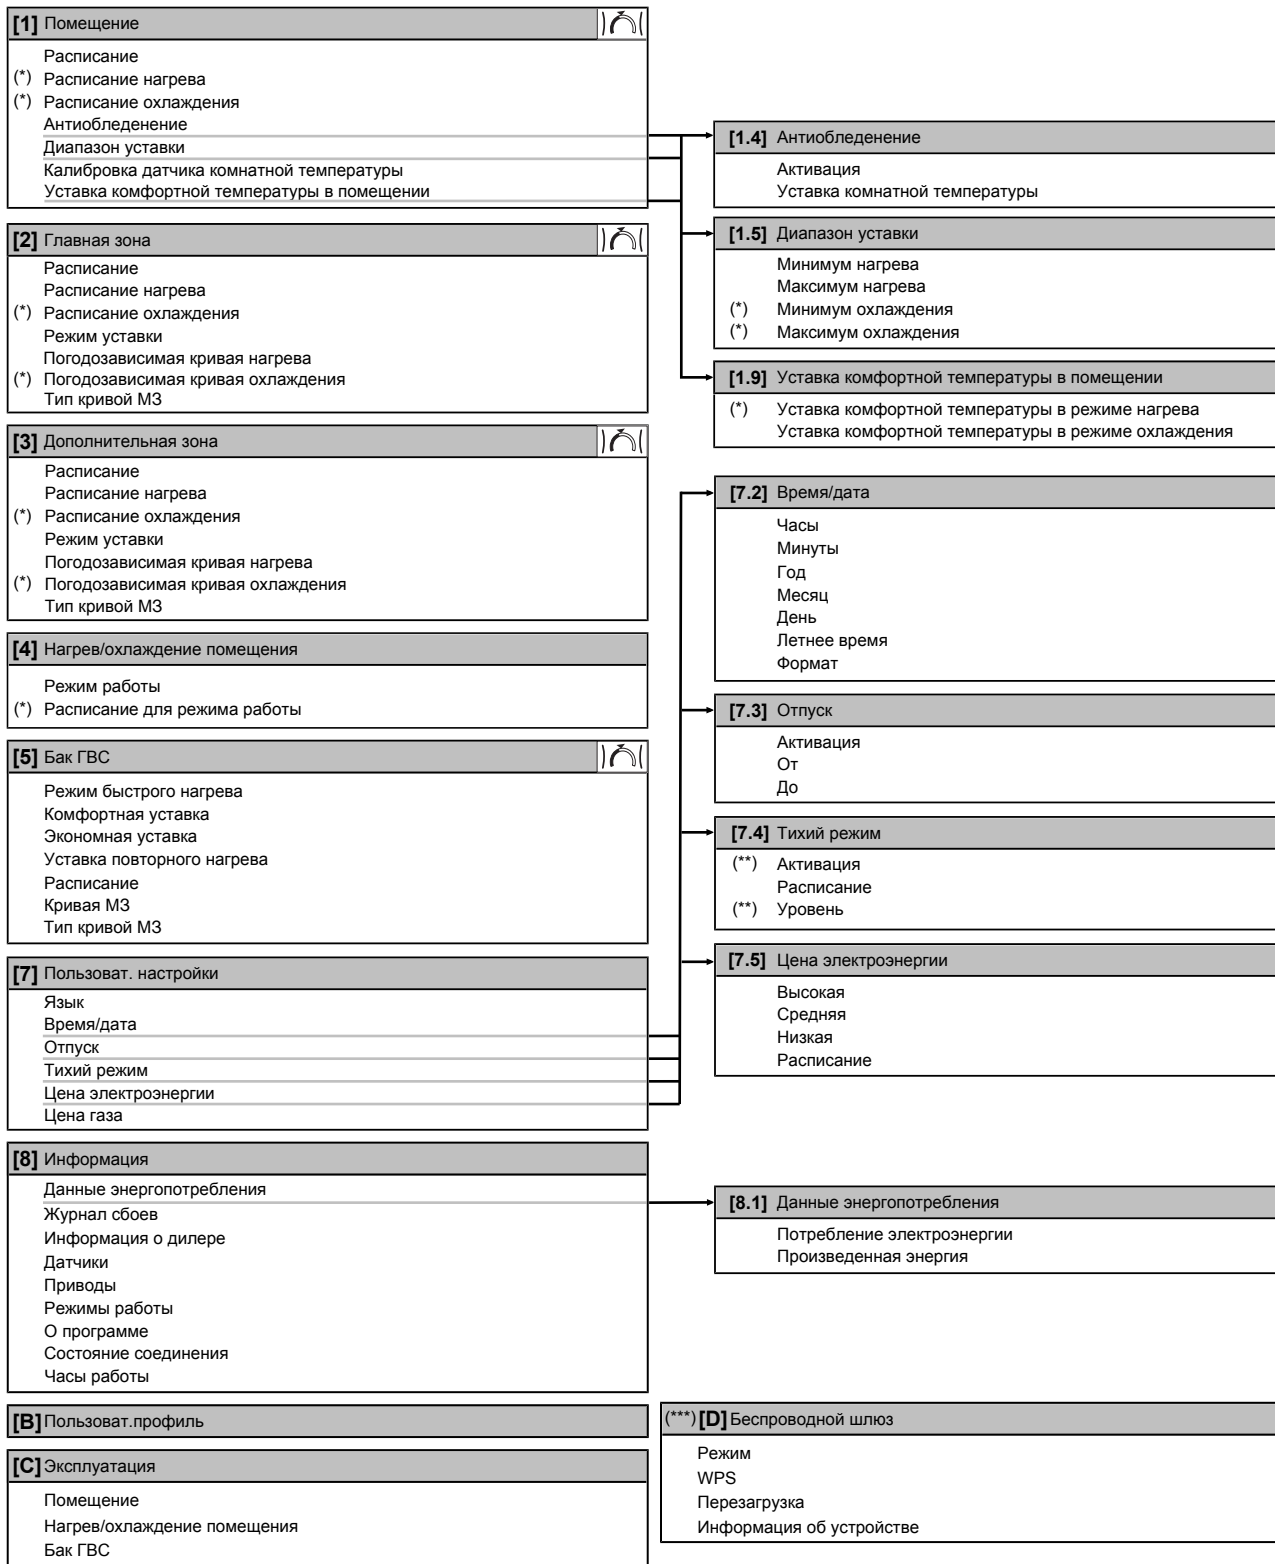 [1] Помещение
Расписание
(*) Расписание нагрева
(*) Расписание охлаждения
Антиобледенение
Диапазон уставки
Калибровка датчика комнатной температуры
Уставка комфортной температуры в помещении
[2] Главная зона
Расписание
Расписание нагрева
(*) Расписание охлаждения
Режим уставки
Погодозависимая кривая нагрева
(*) Погодозависимая кривая охлаждения
Тип кривой МЗ
[3] Дополнительная зона
Расписание
Расписание нагрева
(*) Расписание охлаждения
Режим уставки
Погодозависимая кривая нагрева
(*) Погодозависимая кривая охлаждения
Тип кривой МЗ
[4] Нагрев/охлаждение помещения
Режим работы
(*) Расписание для режима работы
[5] Бак ГВС
Режим быстрого нагрева
Комфортная уставка
Экономная уставка
Уставка повторного нагрева
Расписание
Кривая МЗ
Тип кривой МЗ
[7] Пользоват. настройки
Язык
Время/дата
Отпуск
Тихий режим
Цена электроэнергии
Цена газа
[8] Информация
Данные энергопотребления
Журнал сбоев
Информация о дилере
Датчики
Приводы
Режимы работы
О программе
Состояние соединения
Часы работы
[B] Пользоват.профиль
[C] Эксплуатация
Помещение
Нагрев/охлаждение помещения
Бак ГВС
[1.4] Антиобледенение
Активация
Уставка комнатной температуры
[1.5] Диапазон уставки
Минимум нагрева
Максимум нагрева
(*) Минимум охлаждения
(*) Максимум охлаждения
[1.9] Уставка комфортной температуры в помещении
(*) Уставка комфортной температуры в режиме нагрева
Уставка комфортной температуры в режиме охлаждения
[7.2] Время/дата
Часы
Минуты
Год
Месяц
День
Летнее время
Формат
[7.3] Отпуск
Активация
От
До
[7.4] Тихий режим
(**) Активация
Расписание
(**) Уровень
[7.5] Цена электроэнергии
Высокая
Средняя
Низкая
Расписание
[8.1] Данные энергопотребления
Потребление электроэнергии
Произведенная энергия
(***) [D] Беспроводной шлюз
Режим
WPS
Перезагрузка
Информация об устройстве